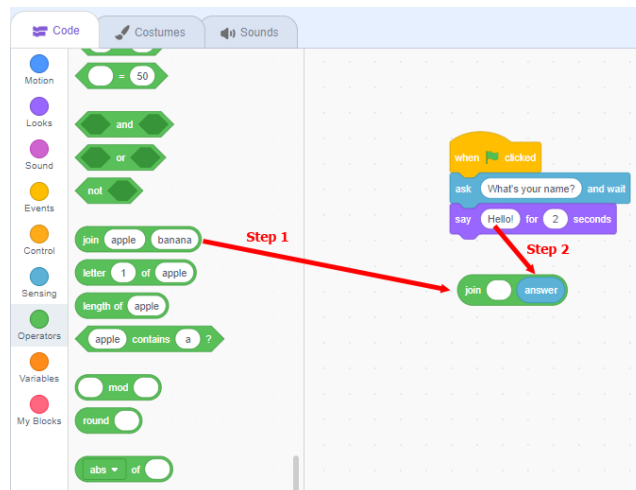 Code
Costumes
Sounds
Motion
Looks
Sound
Events
Control
Sensing
Operators
Variables
My Blocks
= 50
and
or
not
join apple banana
letter 1 of apple
length of apple
apple contains a ?
mod
round
abs of
Step 1
when clicked
ask What's your name? and wait
say Hello! for 2 seconds
Step 2
join answer